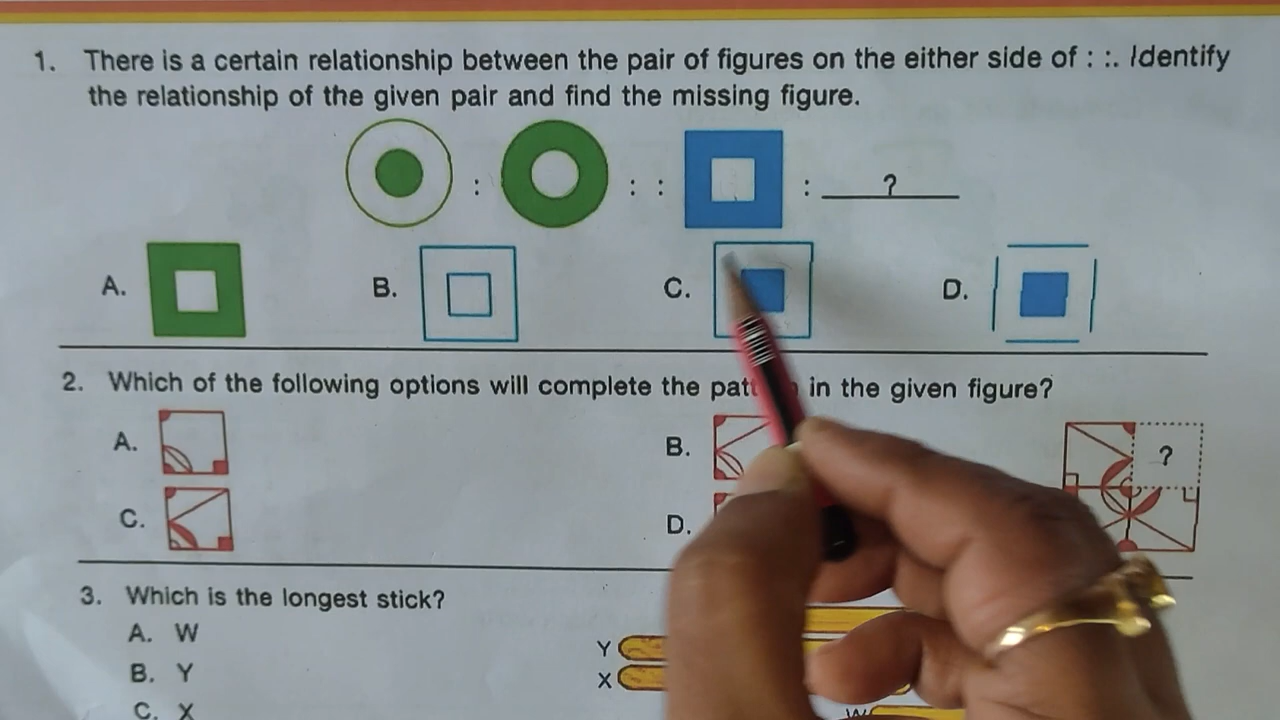 1. There is a certain relationship between the pair of figures on the either side of : :. Identify
the relationship of the given pair and find the missing figure.
: : : : ?
A. B. C. D.
2. Which of the following options will complete the in the given figure?
A. B. ?
C. D.
3. Which is the longest stick?
A. W
B. Y
C. X
Y
X
W